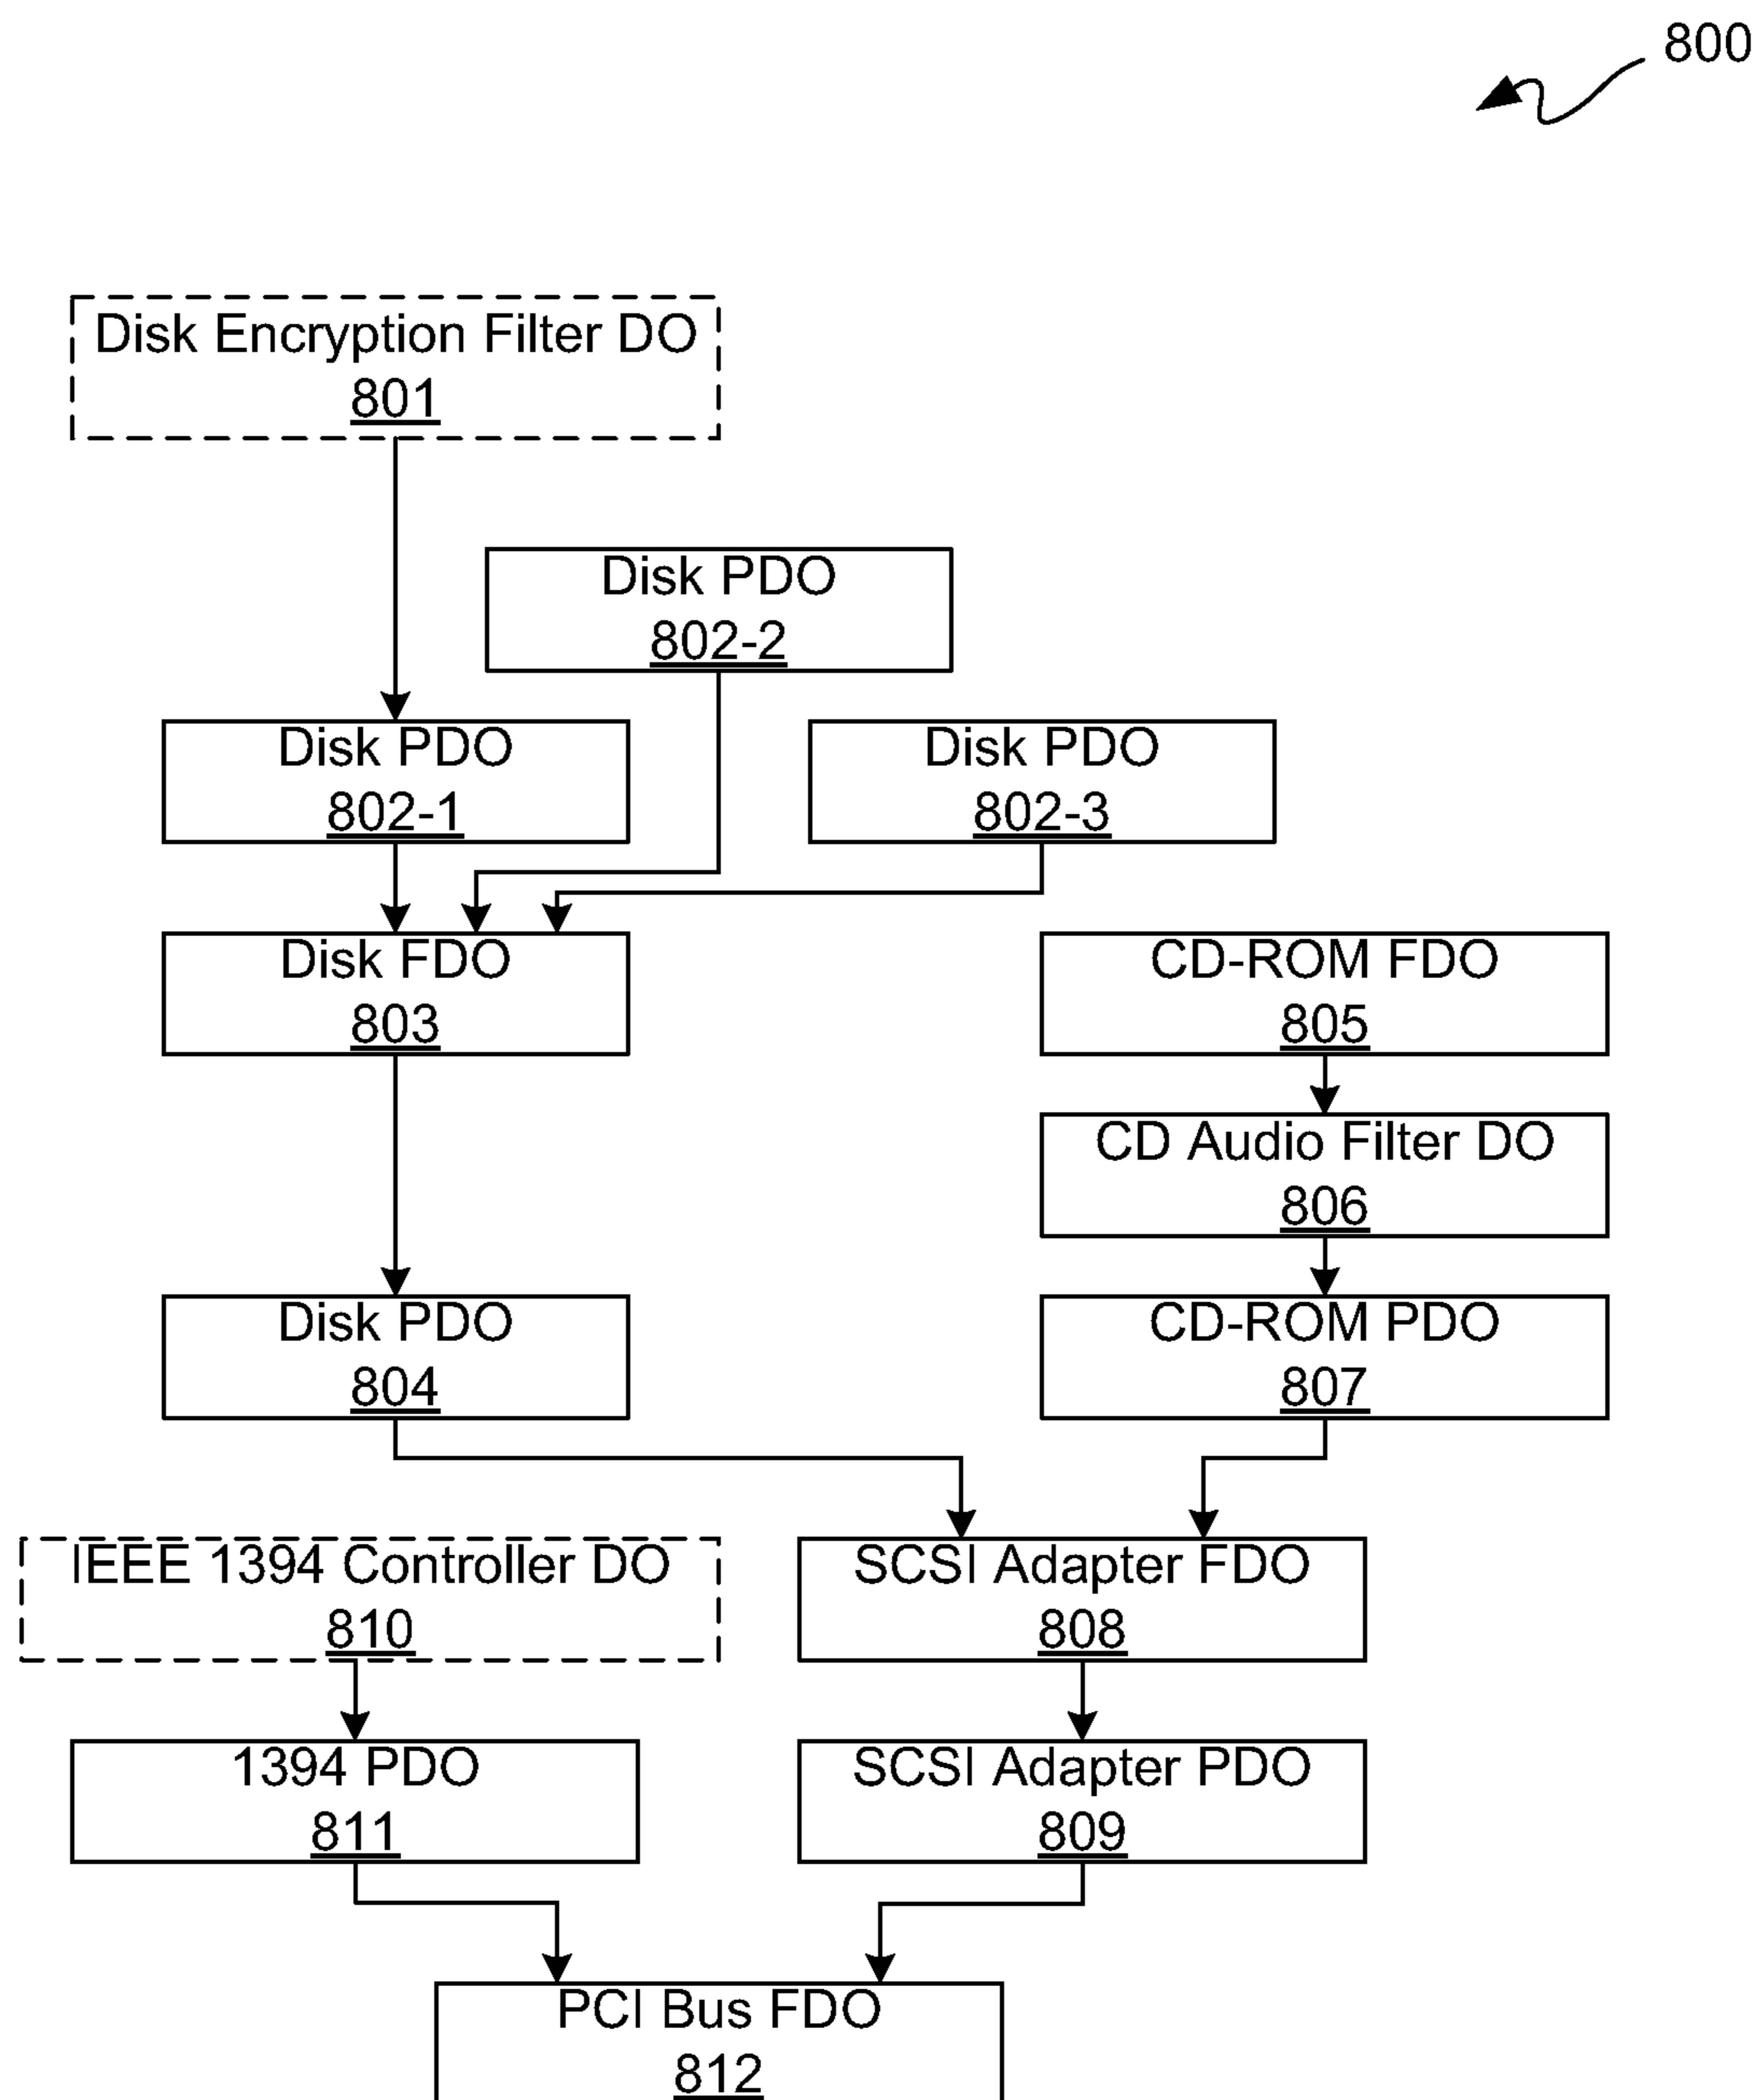 800
Disk Encryption Filter DO
801
Disk PDO
802-2
Disk PDO
802-1
Disk PDO
802-3
Disk FDO
803
CD-ROM FDO
805
CD Audio Filter DO
806
Disk PDO
804
CD-ROM PDO
807
IEEE 1394 Controller DO
810
SCSI Adapter FDO
808
1394 PDO
811
SCSI Adapter PDO
809
PCI Bus FDO
812